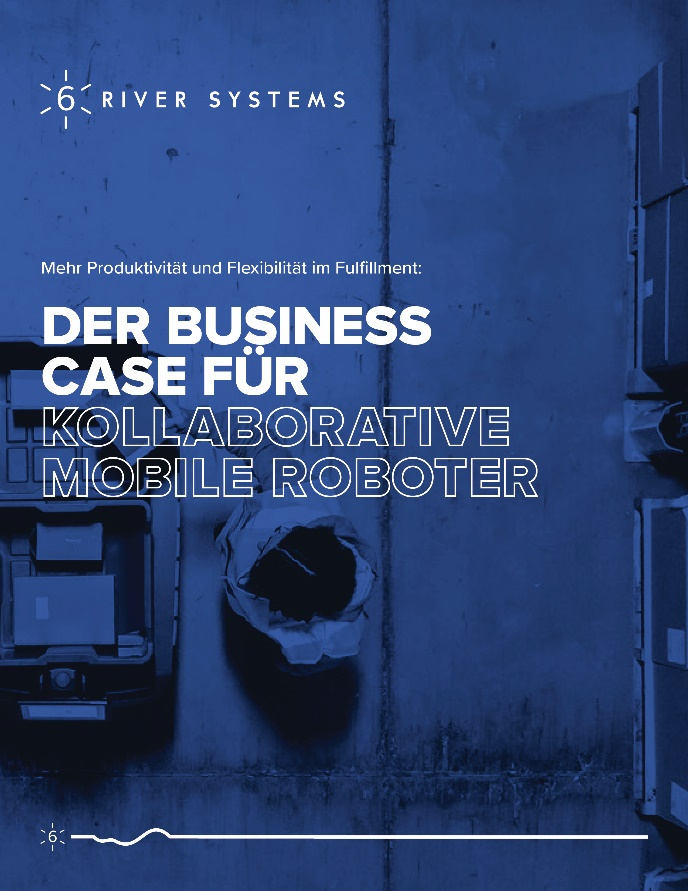 6 RIVER SYSTEMS
Mehr Produktivität und Flexibilität im Fulfillment:
DER BUSINESS
CASE FÜR
KOLLABORATIVE
MOBILE ROBOTER
6